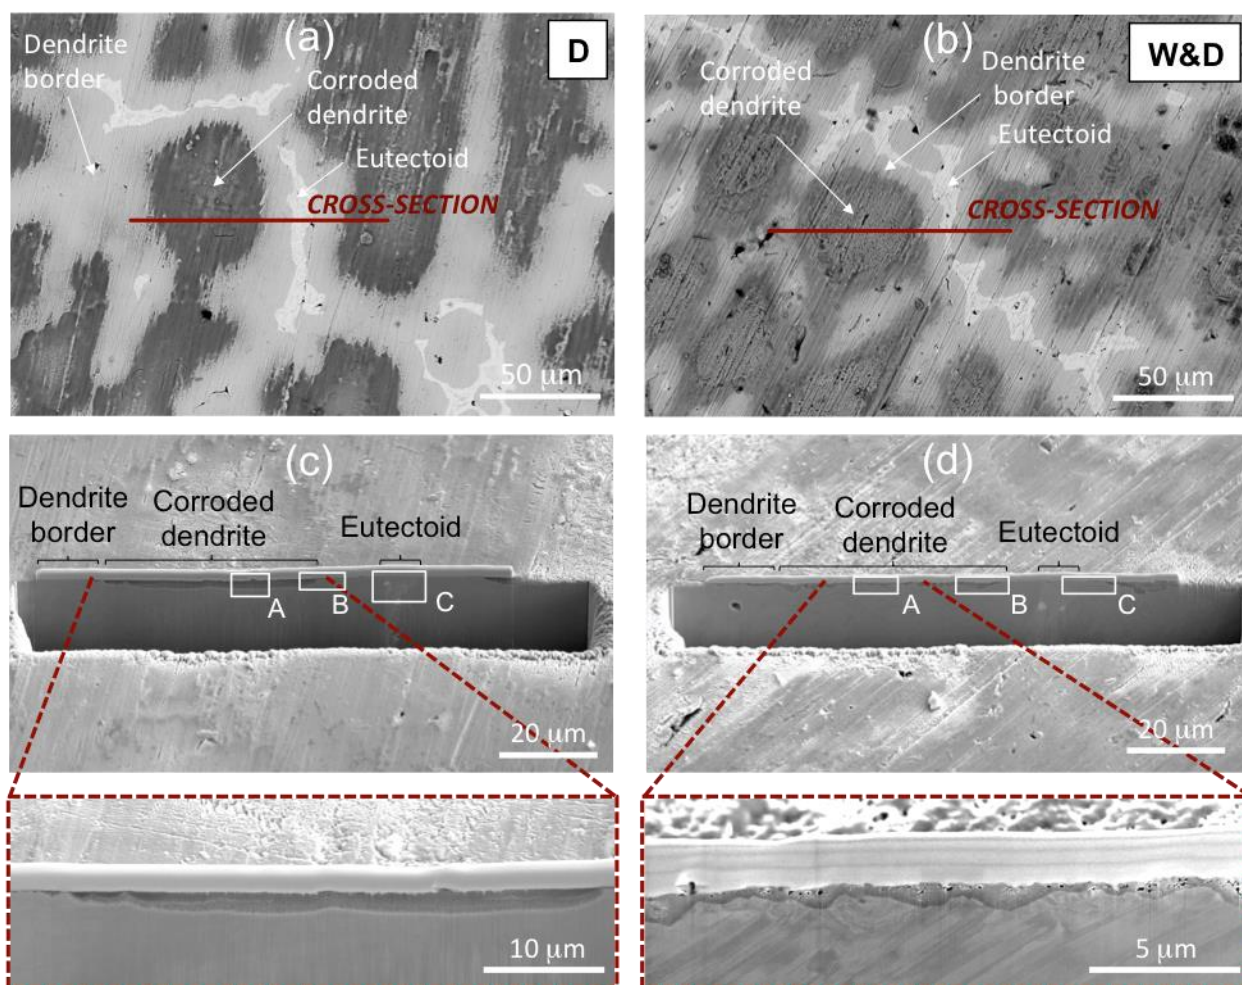 (a)
D
Dendrite
border
Corroded
dendrite
Eutectoid
CROSS-SECTION
50 μm
(b)
W&D
Corroded
dendrite
Dendrite
border
Eutectoid
CROSS-SECTION
50 μm
(c)
Dendrite
border
Corroded
dendrite
Eutectoid
A
B
C
20 μm
(d)
Dendrite
border
Corroded
dendrite
Eutectoid
A
B
C
20 μm
10 μm
5 μm